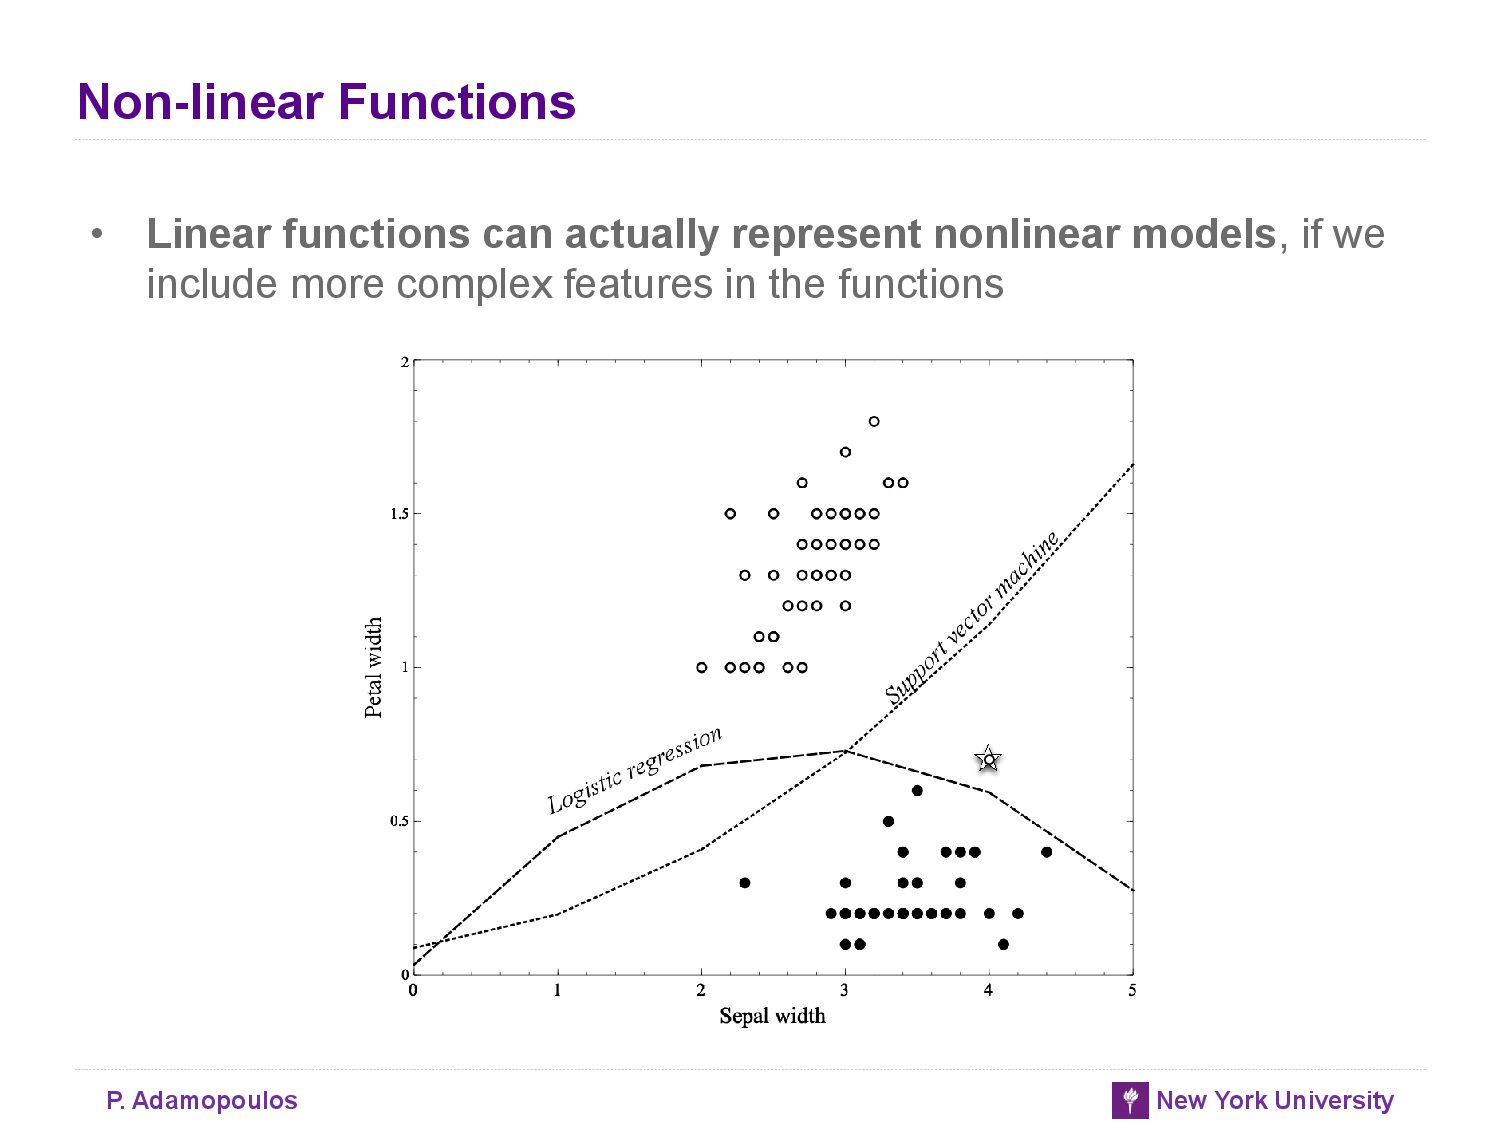 Non-linear Functions
• Linear functions can actually represent nonlinear models, if we
include more complex features in the functions
2
1.5
1
0.5
0
Petal width
Logistic regression
Support vector machine
0 1 2 3 4 5
Sepal width
P. Adamopoulos
New York University